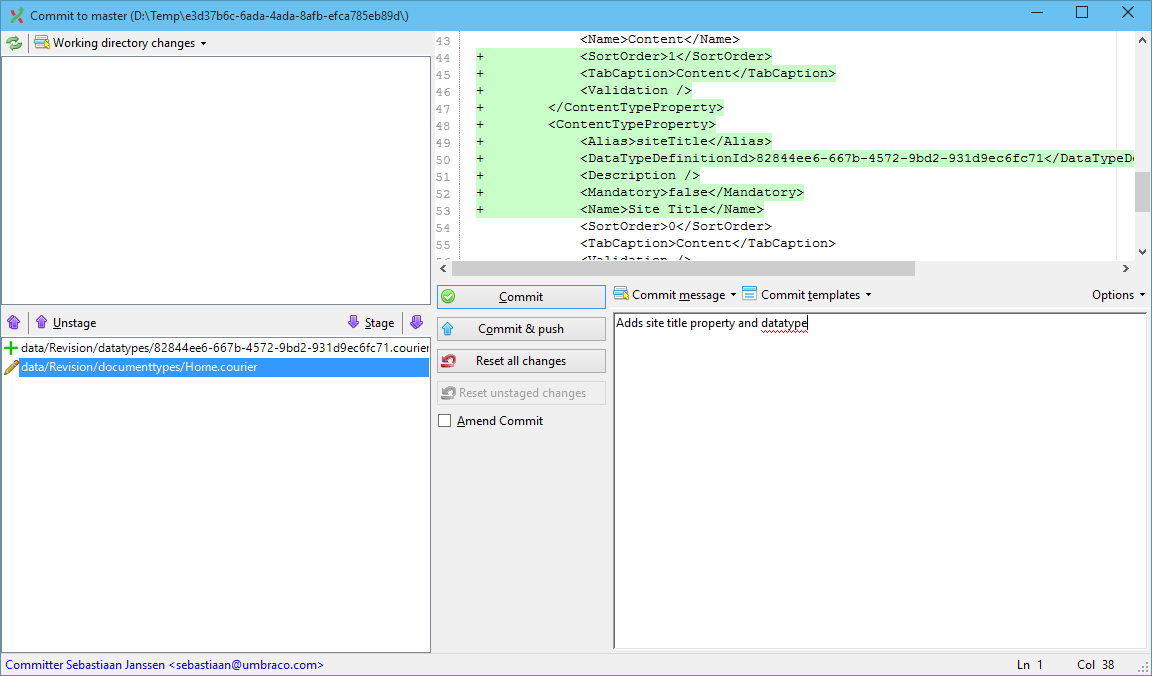 Commit to master (D:\Temp\e3d37b6c-6ada-4ada-8afb-efca785eb89d\)
Working directory changes
43 <Name>Content</Name>
44 + <SortOrder>1</SortOrder>
45 + <TabCaption>Content</TabCaption>
46 + <Validation />
47 + </ContentTypeProperty>
48 + <ContentTypeProperty>
49 + <Alias>siteTitle</Alias>
50 + <DataTypeDefinitionId>82844ee6-667b-4572-9bd2-931d9ec6fc71</DataTypeDe
51 + <Description />
52 + <Mandatory>false</Mandatory>
53 + <Name>Site Title</Name>
54 <SortOrder>0</SortOrder>
55 <TabCaption>Content</TabCaption>
56 <Validation />
Unstage Stage
data/Revision/datatypes/82844ee6-667b-4572-9bd2-931d9ec6fc71.courier
data/Revision/documenttypes/Home.courier
Commit
Commit & push
Reset all changes
Reset unstaged changes
Amend Commit
Commit message Commit templates Options
Adds site title property and datatype
Committer Sebastiaan Janssen <sebastiaan@umbraco.com> Ln 1 Col 38